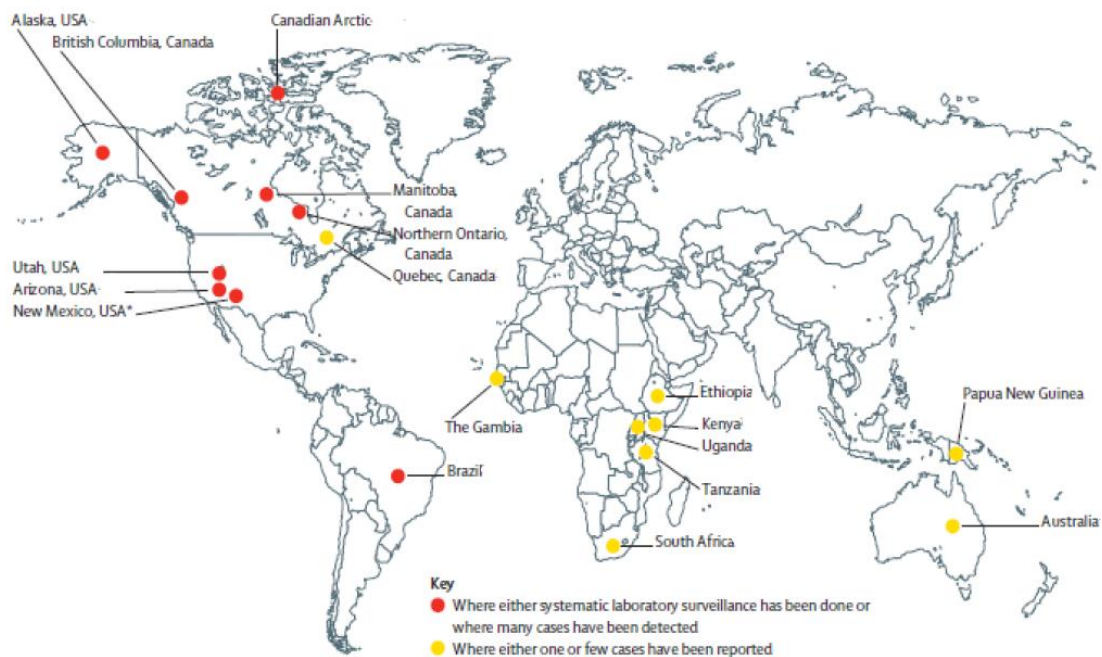 Alaska, USA
Canadian Arctic
British Columbia, Canada
Manitoba,
Canada
Northern Ontario,
Canada
Quebec, Canada
Utah, USA
Arizona, USA
New Mexico, USA*
The Gambia
Ethiopia
Kenya
Uganda
Tanzania
Papua New Guinea
Brazil
Australia
South Africa
Key
Where either systematic laboratory surveillance has been done or
where many cases have been detected
Where either one or few cases have been reported